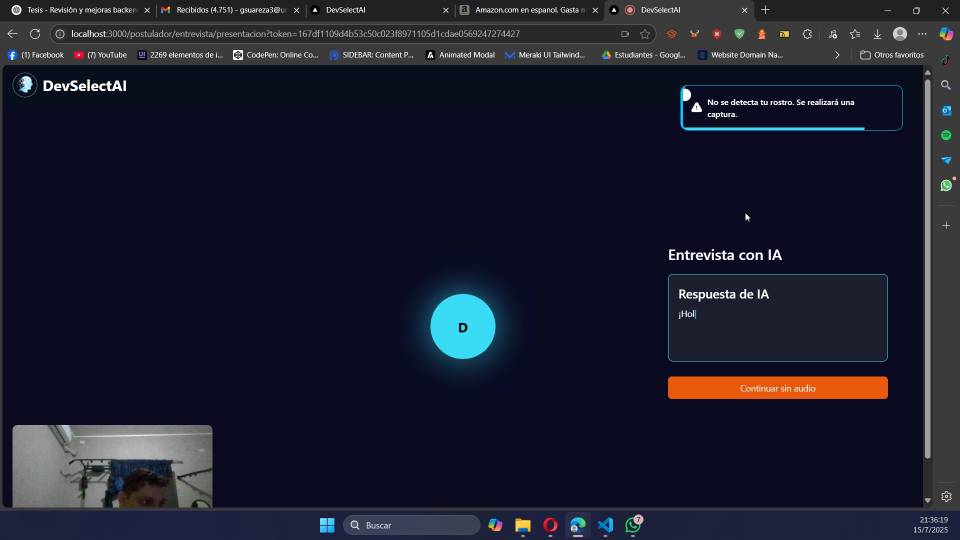 Tesis - Revisión y mejoras backen
Recibidos (4.751) - gsuareza3@ur
DevSelectAI
Amazon.com en espanol. Gasta m
DevSelectAI
localhost:3000/postulador/entrevista/presentacion?token=167df1109d4b53c50c023f8971105d1cdae0569247274427
(1) Facebook
(7) YouTube
2269 elementos de i...
CodePen: Online Co...
SIDEBAR: Content P...
Animated Modal
Meraki UI Tailwind...
Estudiantes - Googl...
Website Domain Na...
Otros favoritos
DevSelectAI
No se detecta tu rostro. Se realizará una
captura.
Entrevista con IA
Respuesta de IA
¡Hol
D
Continuar sin audio
Buscar
7
21:36:19
15/7/2025